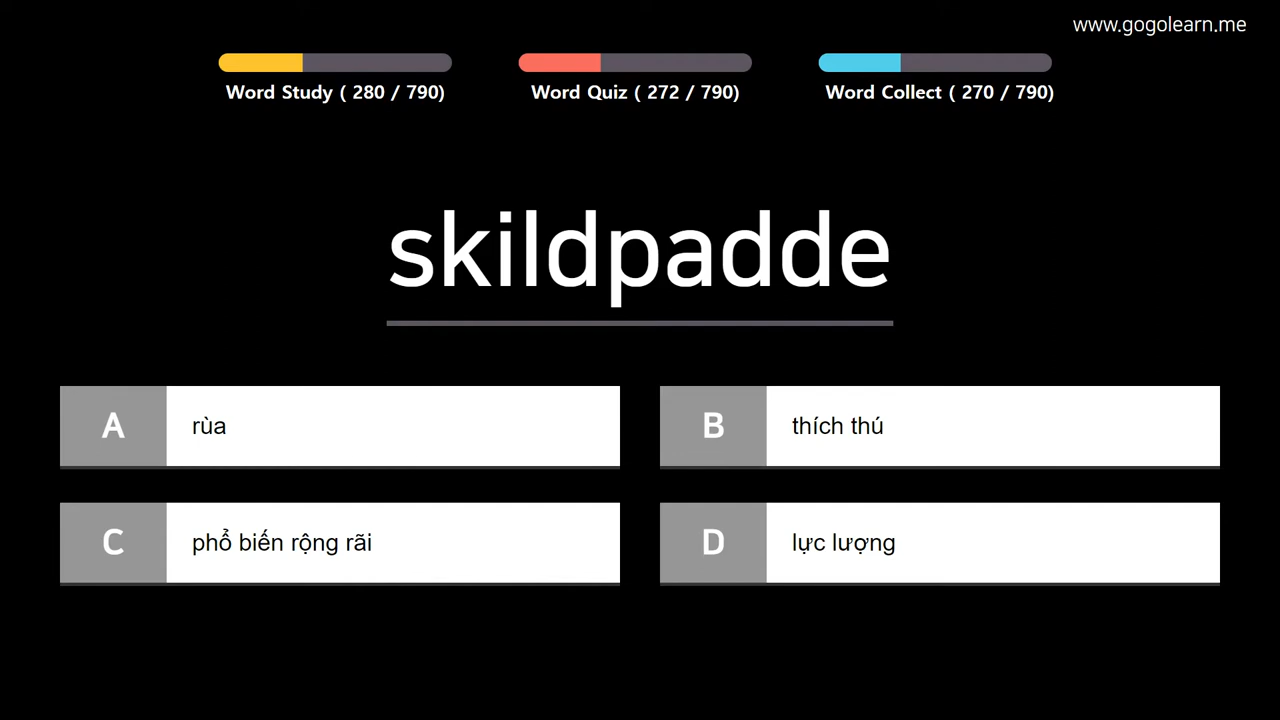 www.gogolearn.me
Word Study ( 280 / 790)
Word Quiz ( 272 / 790)
Word Collect ( 270 / 790)
skildpadde
A rùa
B thích thú
C phổ biến rộng rãi
D lực lượng